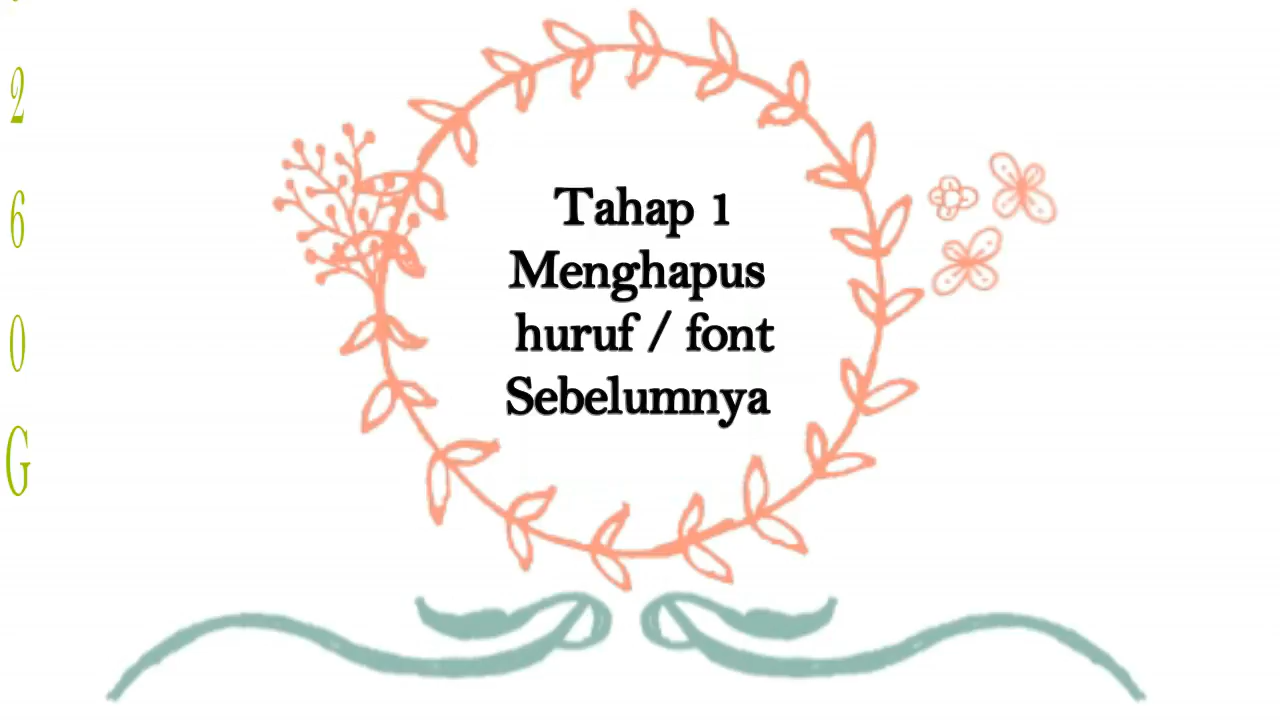 Tahap 1
Menghapus
huruf / font
Sebelumnya
2
6
0
G